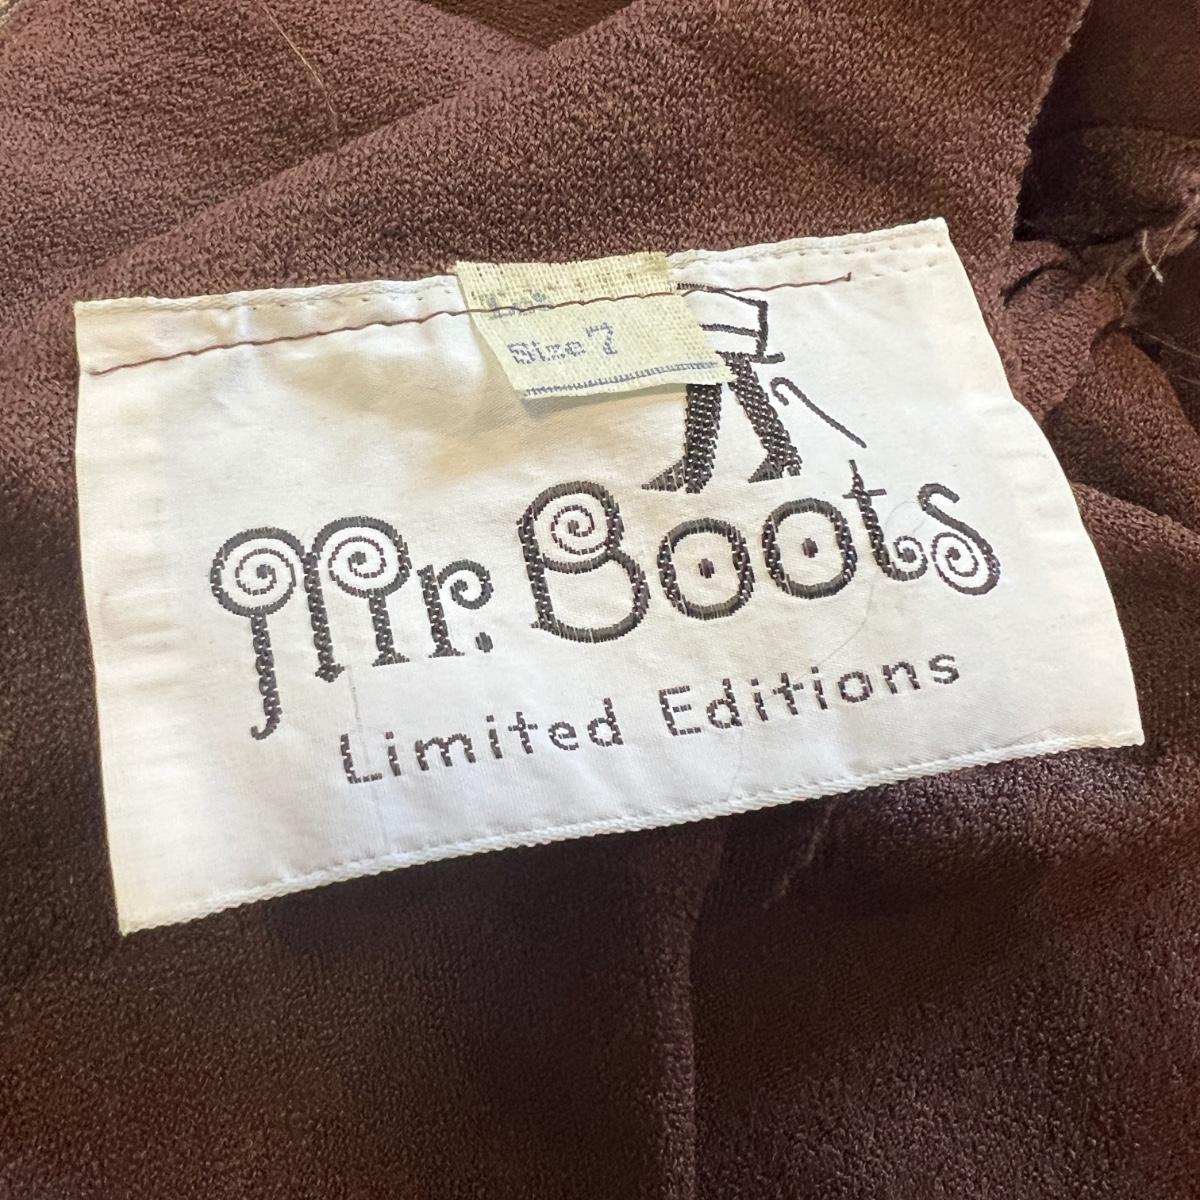 Size 7
Mr. Boots
Limited Editions